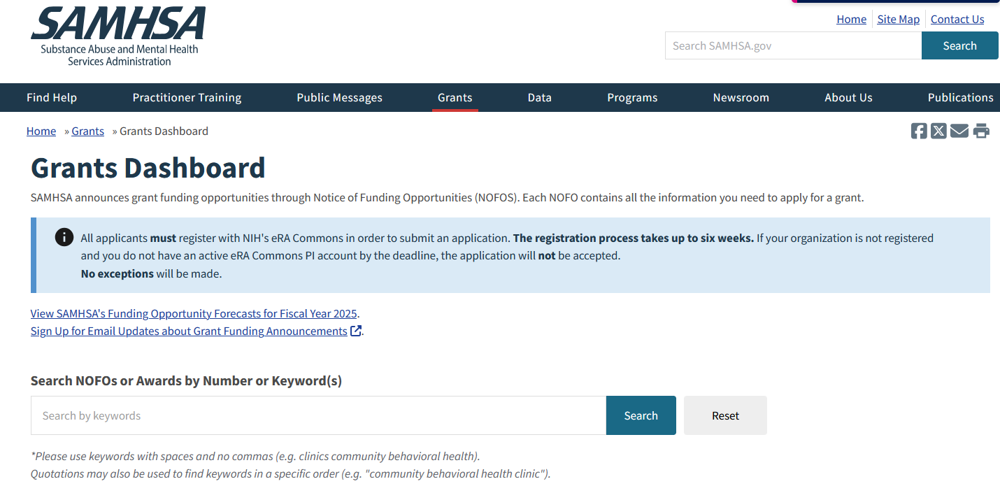 SAMHSA
Substance Abuse and Mental Health
Services Administration
Home Site Map Contact Us
Search SAMHSA.gov Search
Find Help Practitioner Training Public Messages Grants Data Programs Newsroom About Us Publications
Home » Grants » Grants Dashboard
Grants Dashboard
SAMHSA announces grant funding opportunities through Notice of Funding Opportunities (NOFOS). Each NOFO contains all the information you need to apply for a grant.
All applicants must register with NIH's eRA Commons in order to submit an application. The registration process takes up to six weeks. If your organization is not registered
and you do not have an active eRA Commons PI account by the deadline, the application will not be accepted.
No exceptions will be made.
View SAMHSA's Funding Opportunity Forecasts for Fiscal Year 2025.
Sign Up for Email Updates about Grant Funding Announcements.
Search NOFOs or Awards by Number or Keyword(s)
Search by keywords Search Reset
*Please use keywords with spaces and no commas (e.g. clinics community behavioral health).
Quotations may also be used to find keywords in a specific order (e.g. "community behavioral health clinic").